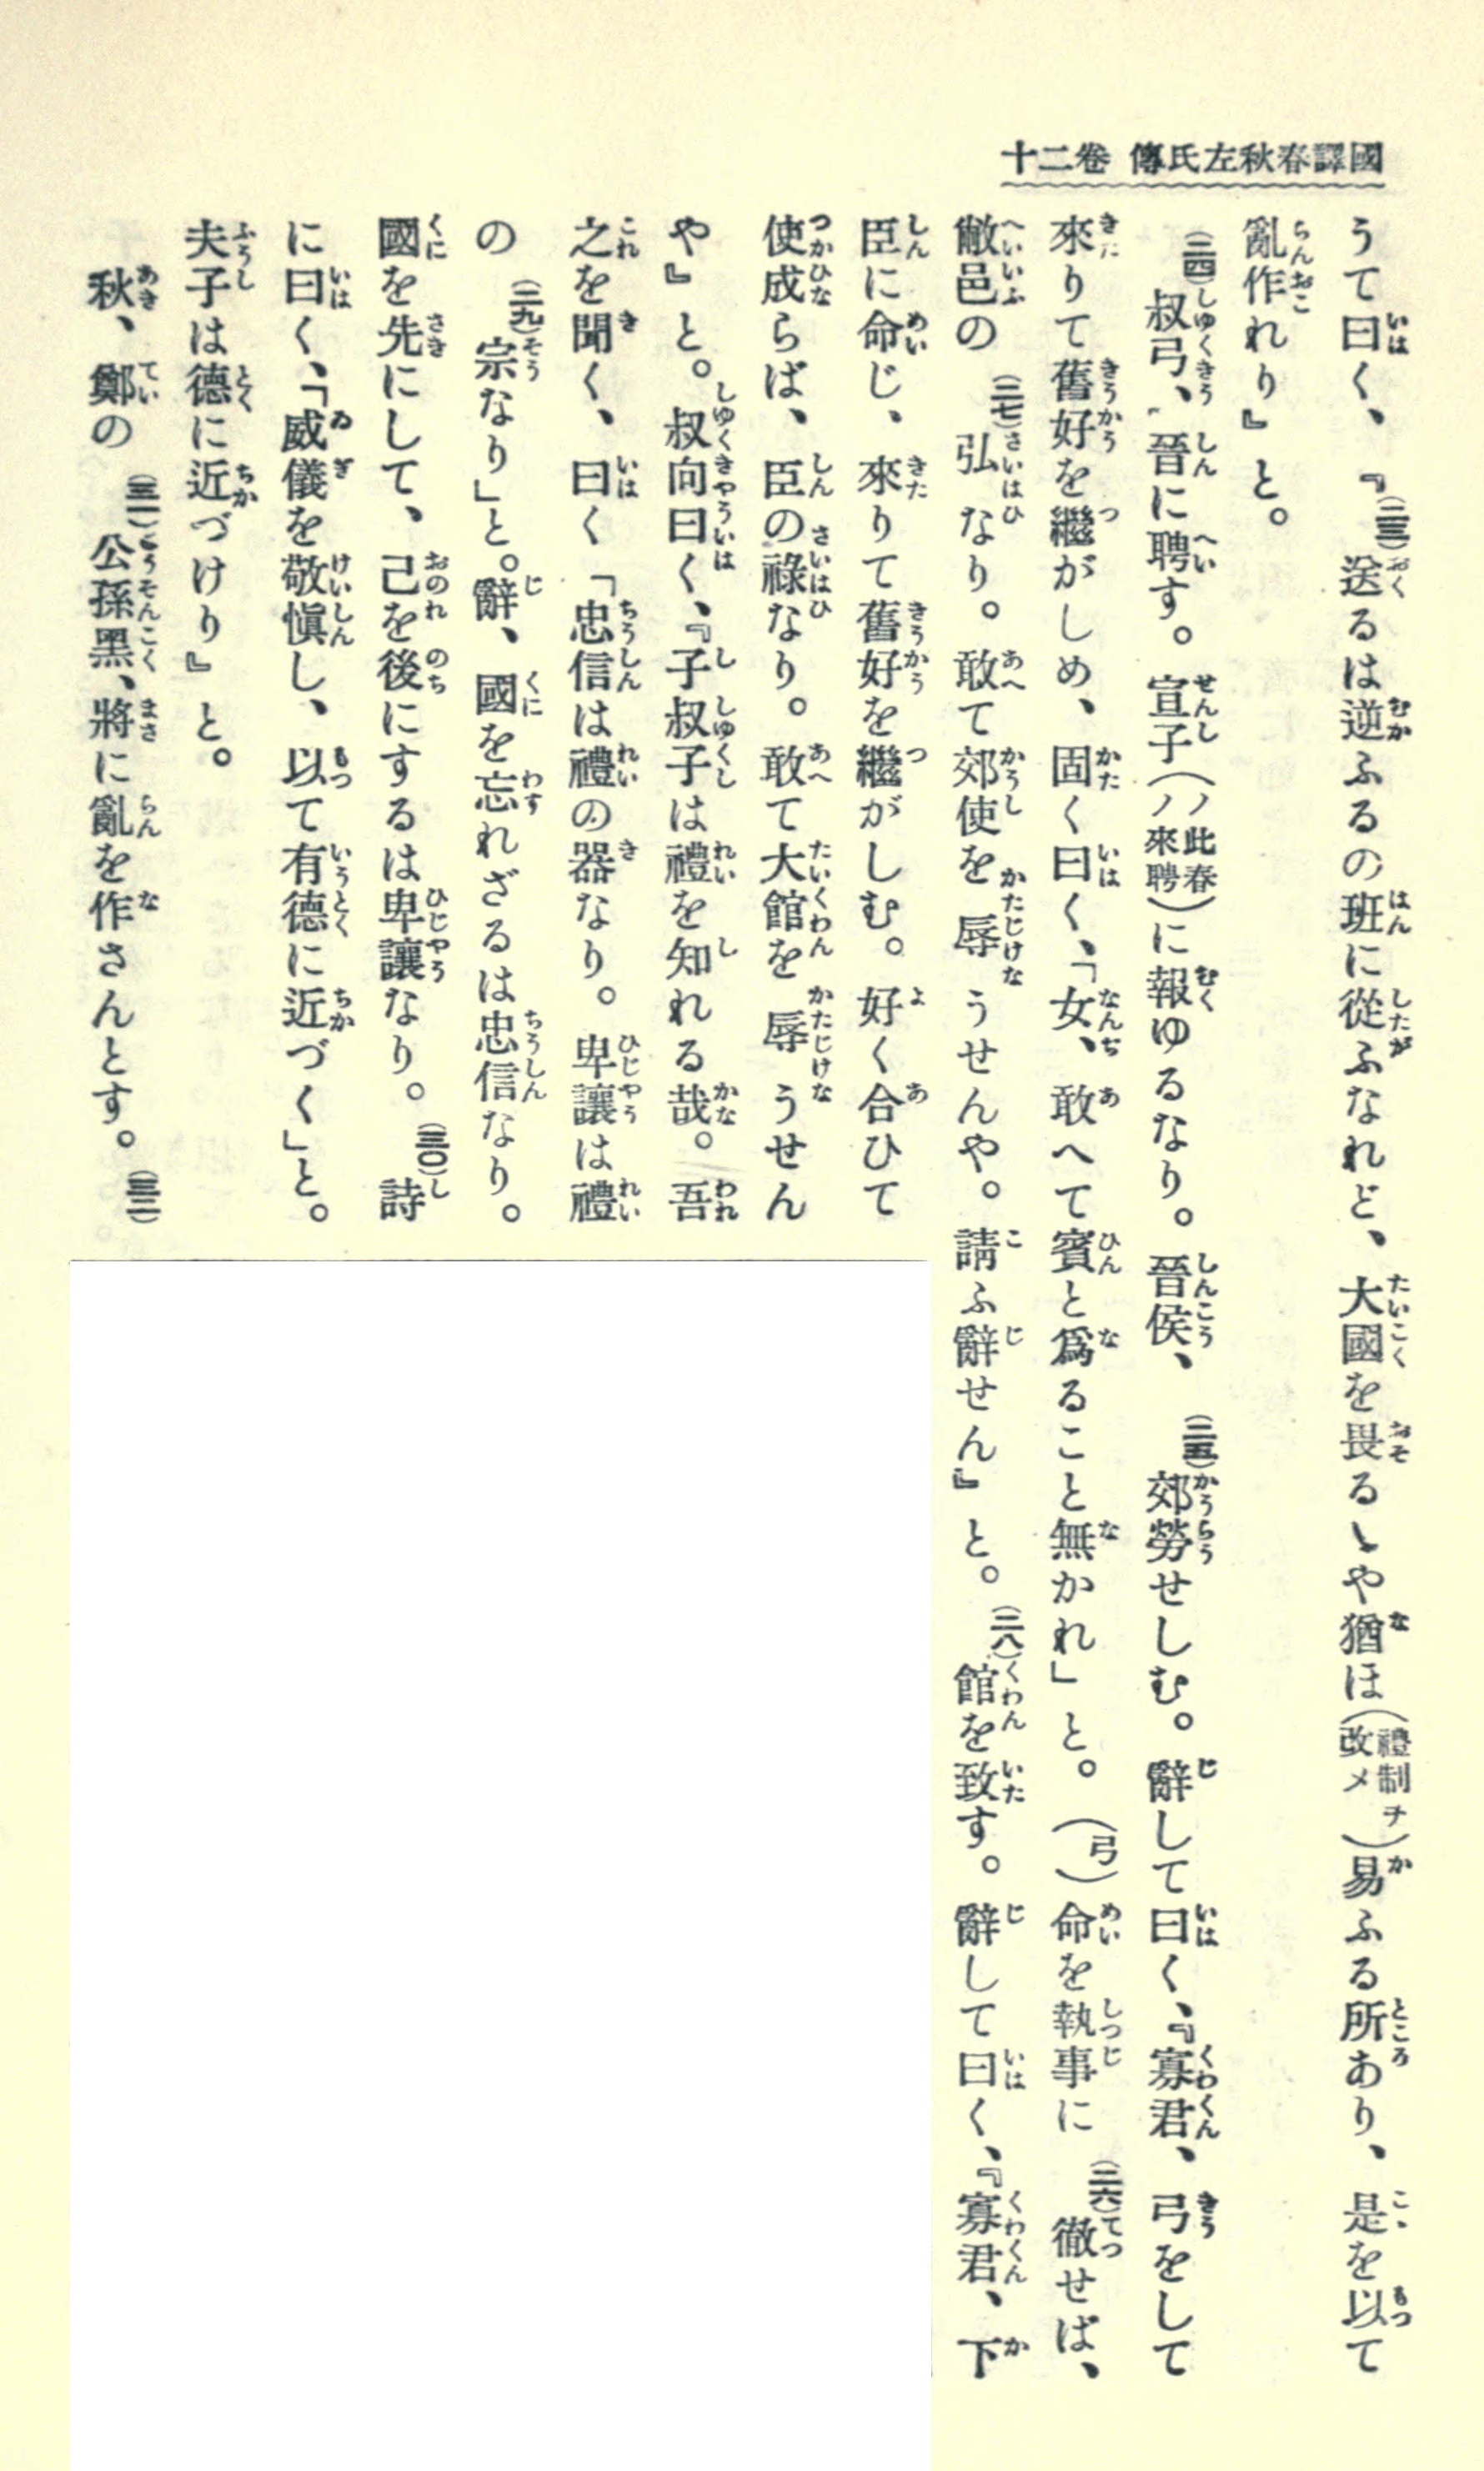 國譯春秋左氏傳 卷二十
うて曰く、『(二三)送るは逆ふるの班に從ふなれど、大國を畏るゝや猶ほ(禮制ヲ改メ)易ふる所あり、是を以て
亂作れり』と。
(二四)叔弓、晉に聘す。宣子(ノ此春ノ來聘)に報ゆるなり。晉侯、(二五)郊勞せしむ。辭して曰く、『寡君、弓をして
來りて舊好を繼がしめ、固く曰く、「女、敢へて賓と爲ること無かれ」と。(弓)命を執事に(二六)徹せば、
敝邑の(二七)弘なり。敢て郊使を辱うせんや。請ふ辭せん』と。(二八)館を致す。辭して曰く、『寡君、下
臣に命じ、來りて舊好を繼がしむ。好く合ひて
使成らば、臣の祿なり。敢て大館を辱うせん
や』と。叔向曰く、『子叔子は禮を知れる哉。吾
之を聞く、曰く「忠信は禮の器なり。卑讓は禮
の(二九)宗なり」と。辭、國を忘れざるは忠信なり。
國を先にして、己を後にするは卑讓なり。(三〇)詩
に曰く、「威儀を敬愼し、以て有德に近づく」と。
夫子は德に近づけり』と。
秋、鄭の(三一)公孫黑、將に亂を作さんとす。(三二)